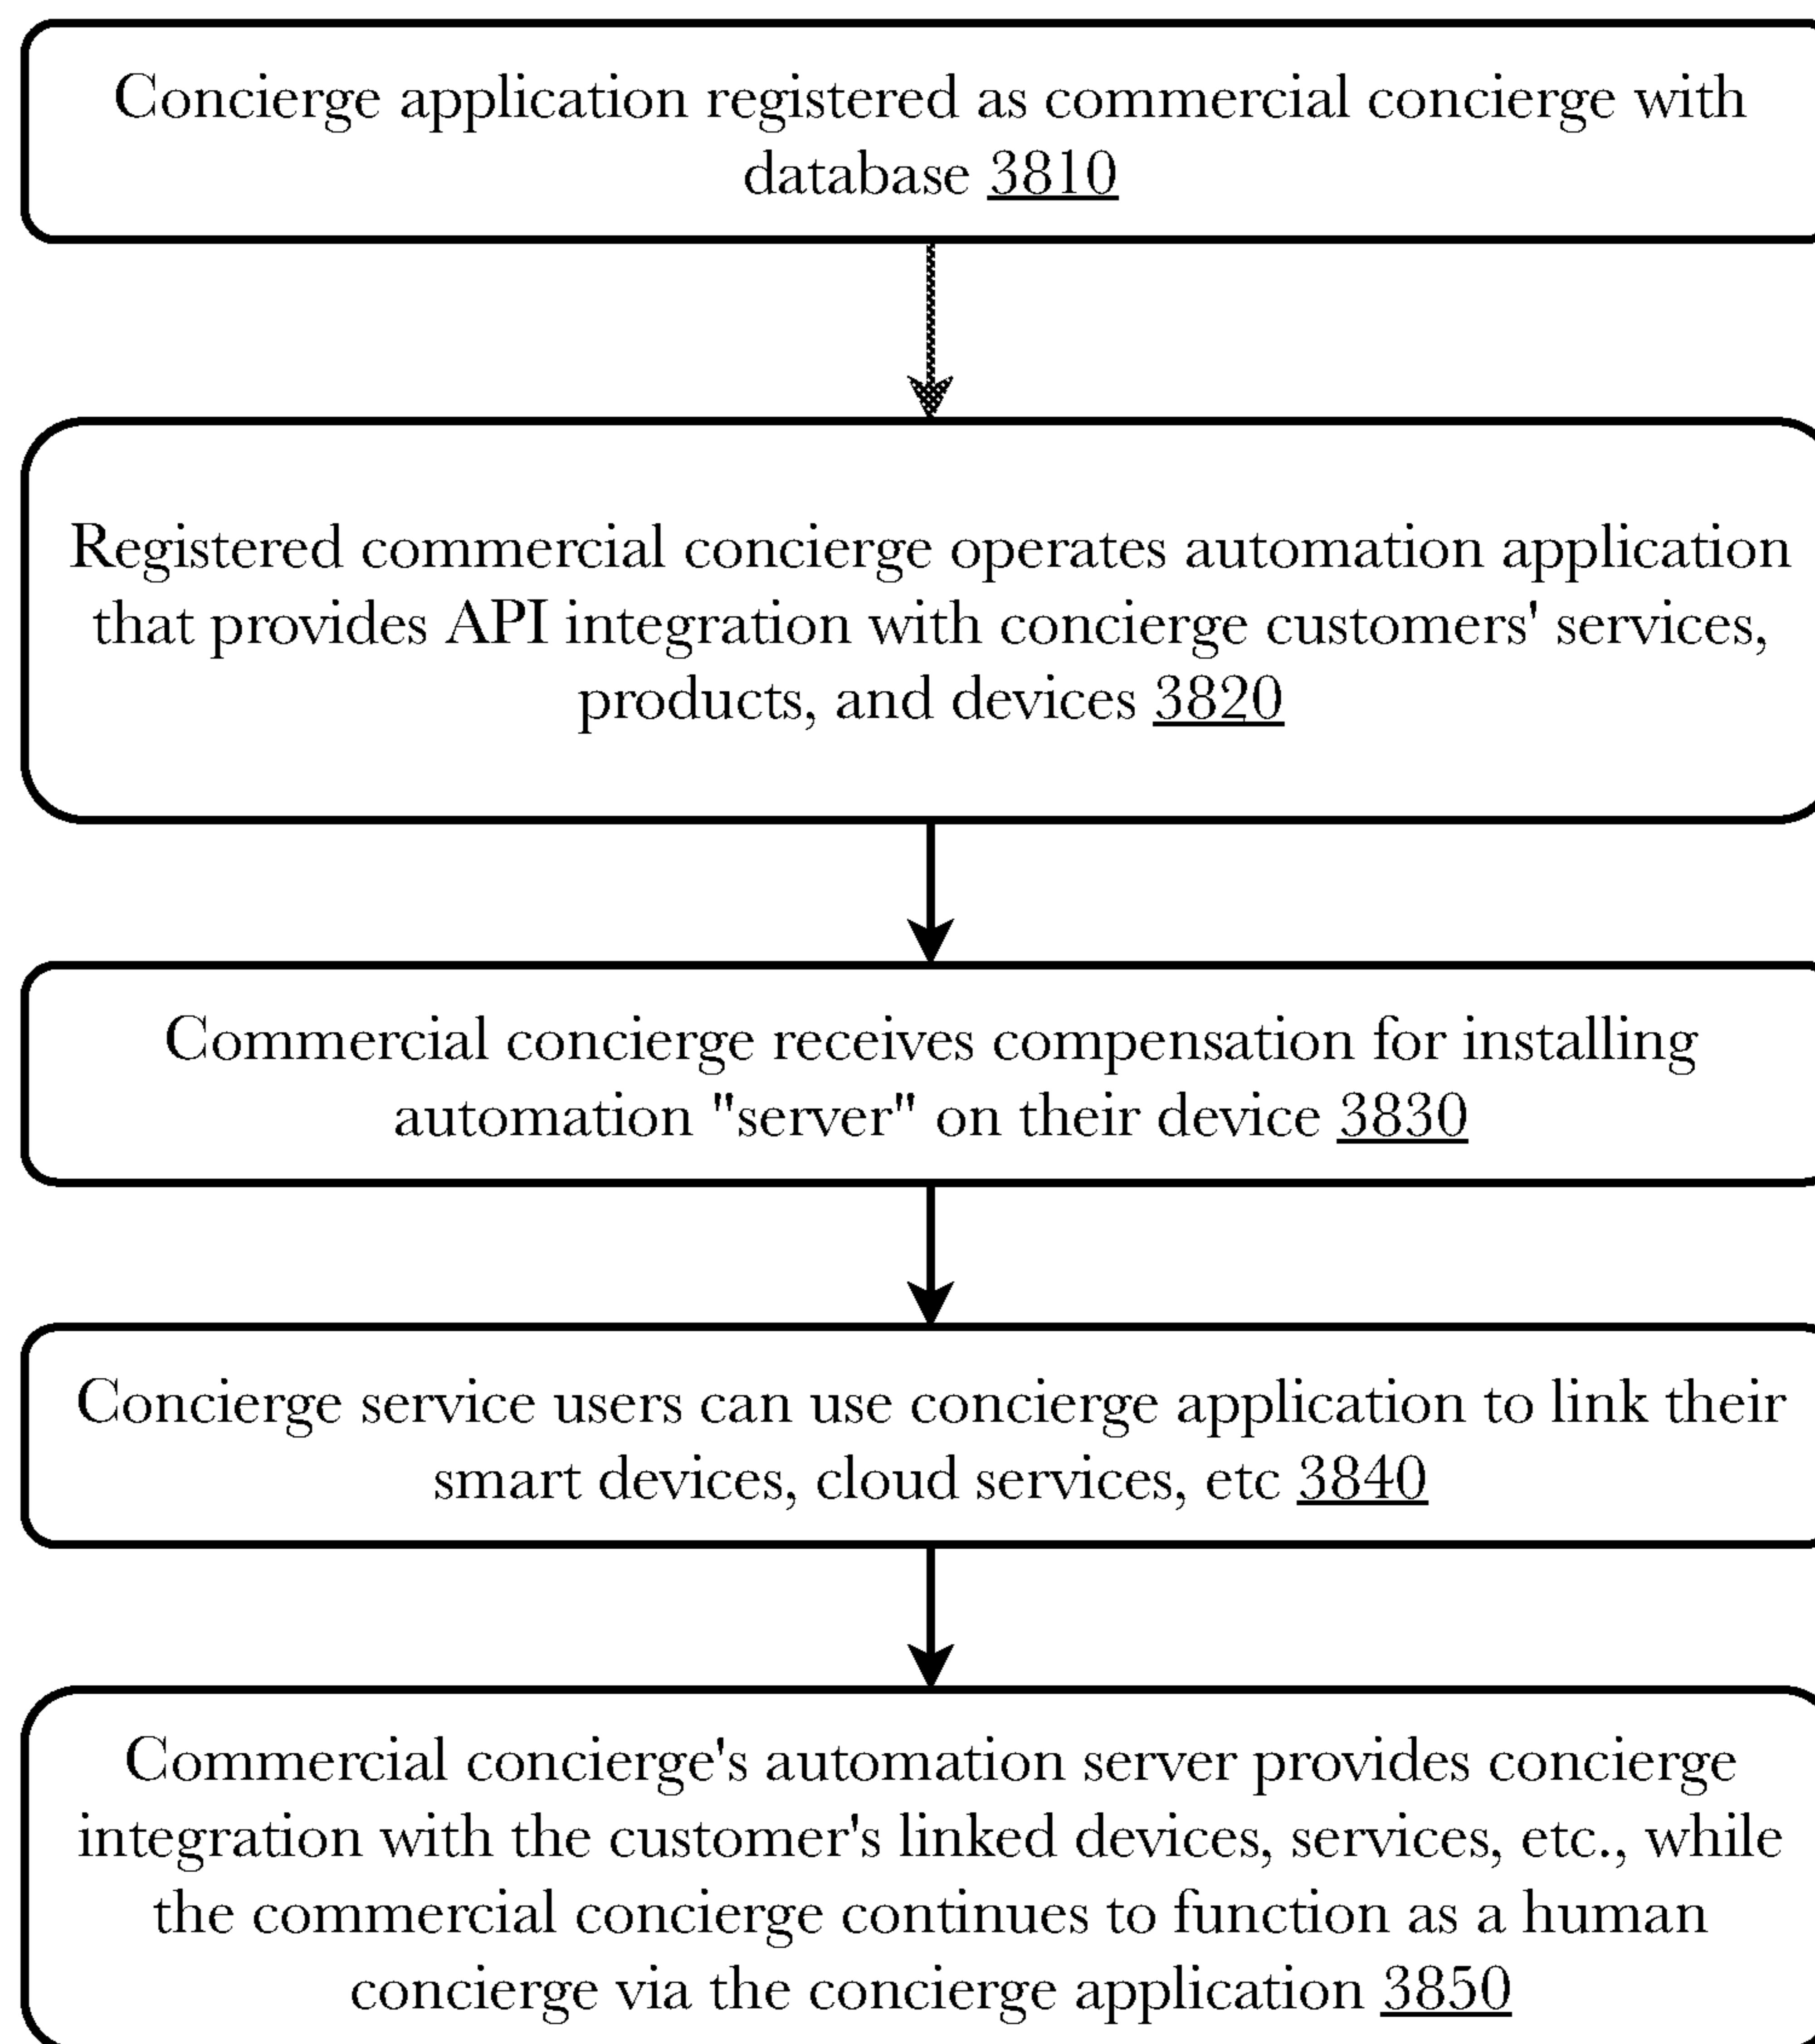 Concierge application registered as commercial concierge with
database 3810
Registered commercial concierge operates automation application
that provides API integration with concierge customers' services,
products, and devices 3820
Commercial concierge receives compensation for installing
automation "server" on their device 3830
Concierge service users can use concierge application to link their
smart devices, cloud services, etc 3840
Commercial concierge's automation server provides concierge
integration with the customer's linked devices, services, etc., while
the commercial concierge continues to function as a human
concierge via the concierge application 3850